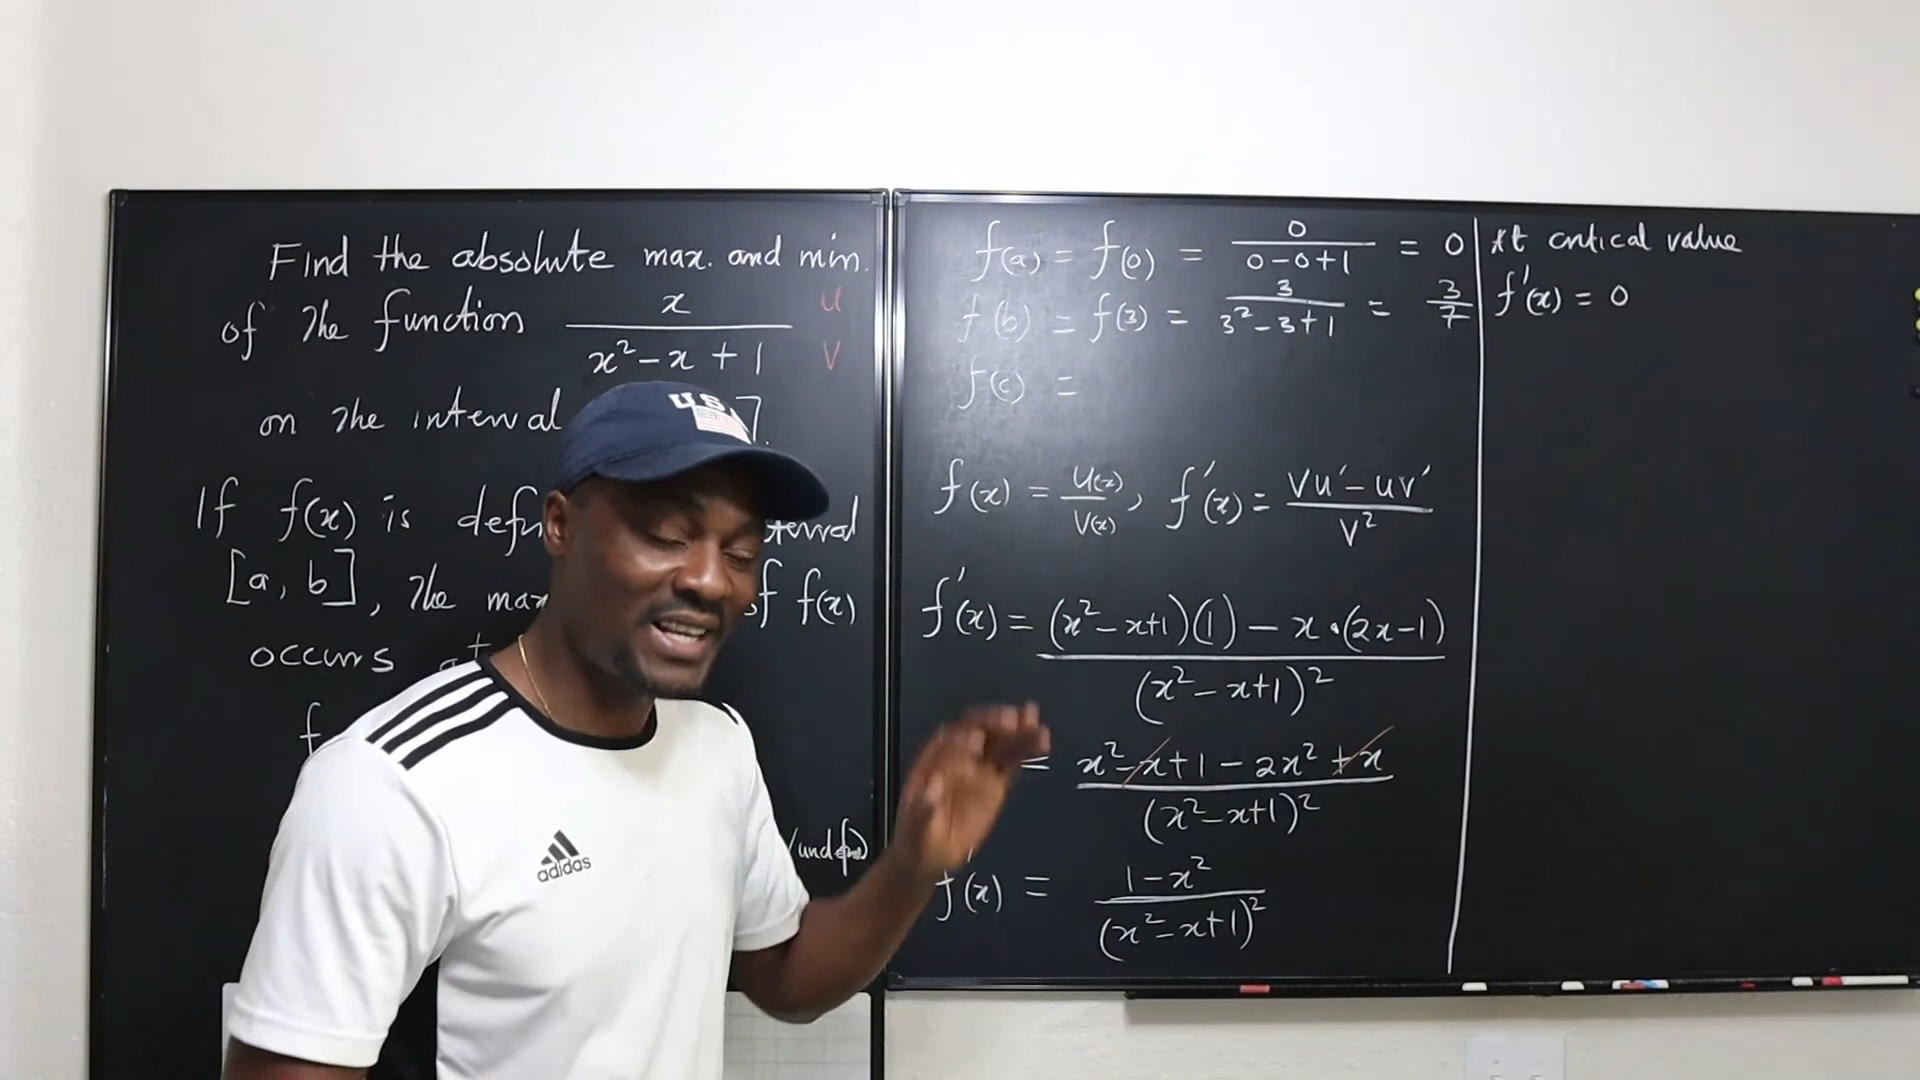 Find the absolute max. and min.
of the function x / (x² - x + 1) u / v
on the interval ].
If f(x) is
[a, b], the max of f(x)
occurs at
f
f(a) = f(0) = 0 / (0-0+1) = 0
f(b) = f(3) = 3 / (3²-3+1) = 3/7
f(c) =
f(x) = u(x)/v(x), f'(x) = (vu' - uv') / v²
f'(x) = ((x²-x+1)(1) - x·(2x-1)) / (x²-x+1)²
= (x²-x+1-2x²+x) / (x²-x+1)²
f'(x) = (1-x²) / (x²-x+1)²
At critical value
f'(x) = 0
USA
adidas